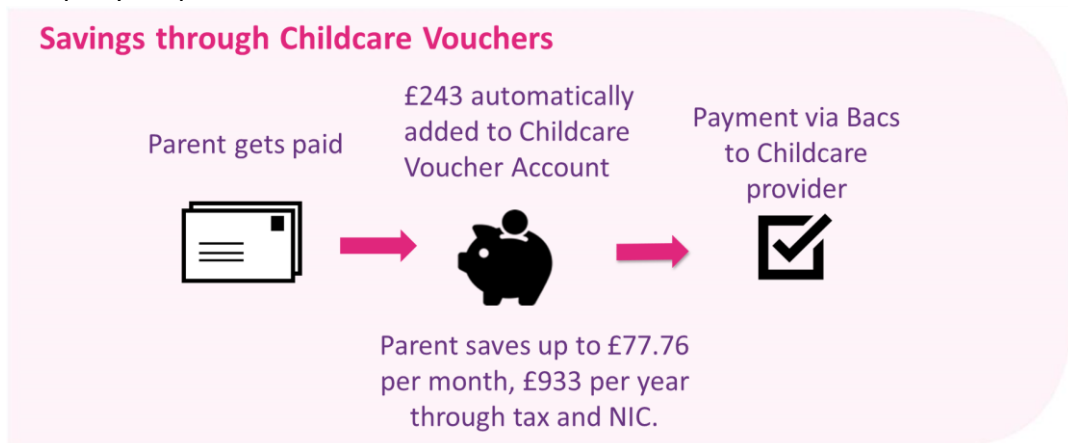 Savings through Childcare Vouchers
Parent gets paid
£243 automatically
added to Childcare
Voucher Account
Payment via Bacs
to Childcare
provider
Parent saves up to £77.76
per month, £933 per year
through tax and NIC.